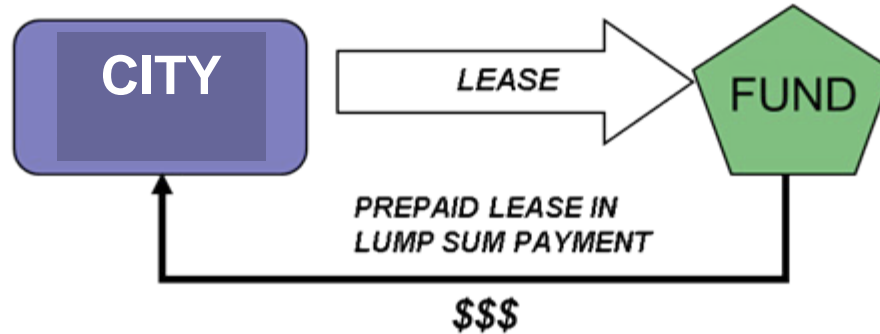 CITY
LEASE
FUND
PREPAID LEASE IN
LUMP SUM PAYMENT
$$$